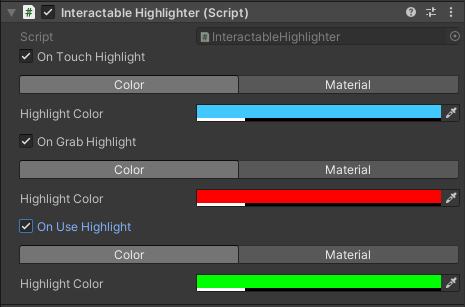 # Interactable Highlighter (Script)
Script # InteractableHighlighter
On Touch Highlight
Color Material
Highlight Color
On Grab Highlight
Color Material
Highlight Color
On Use Highlight
Color Material
Highlight Color